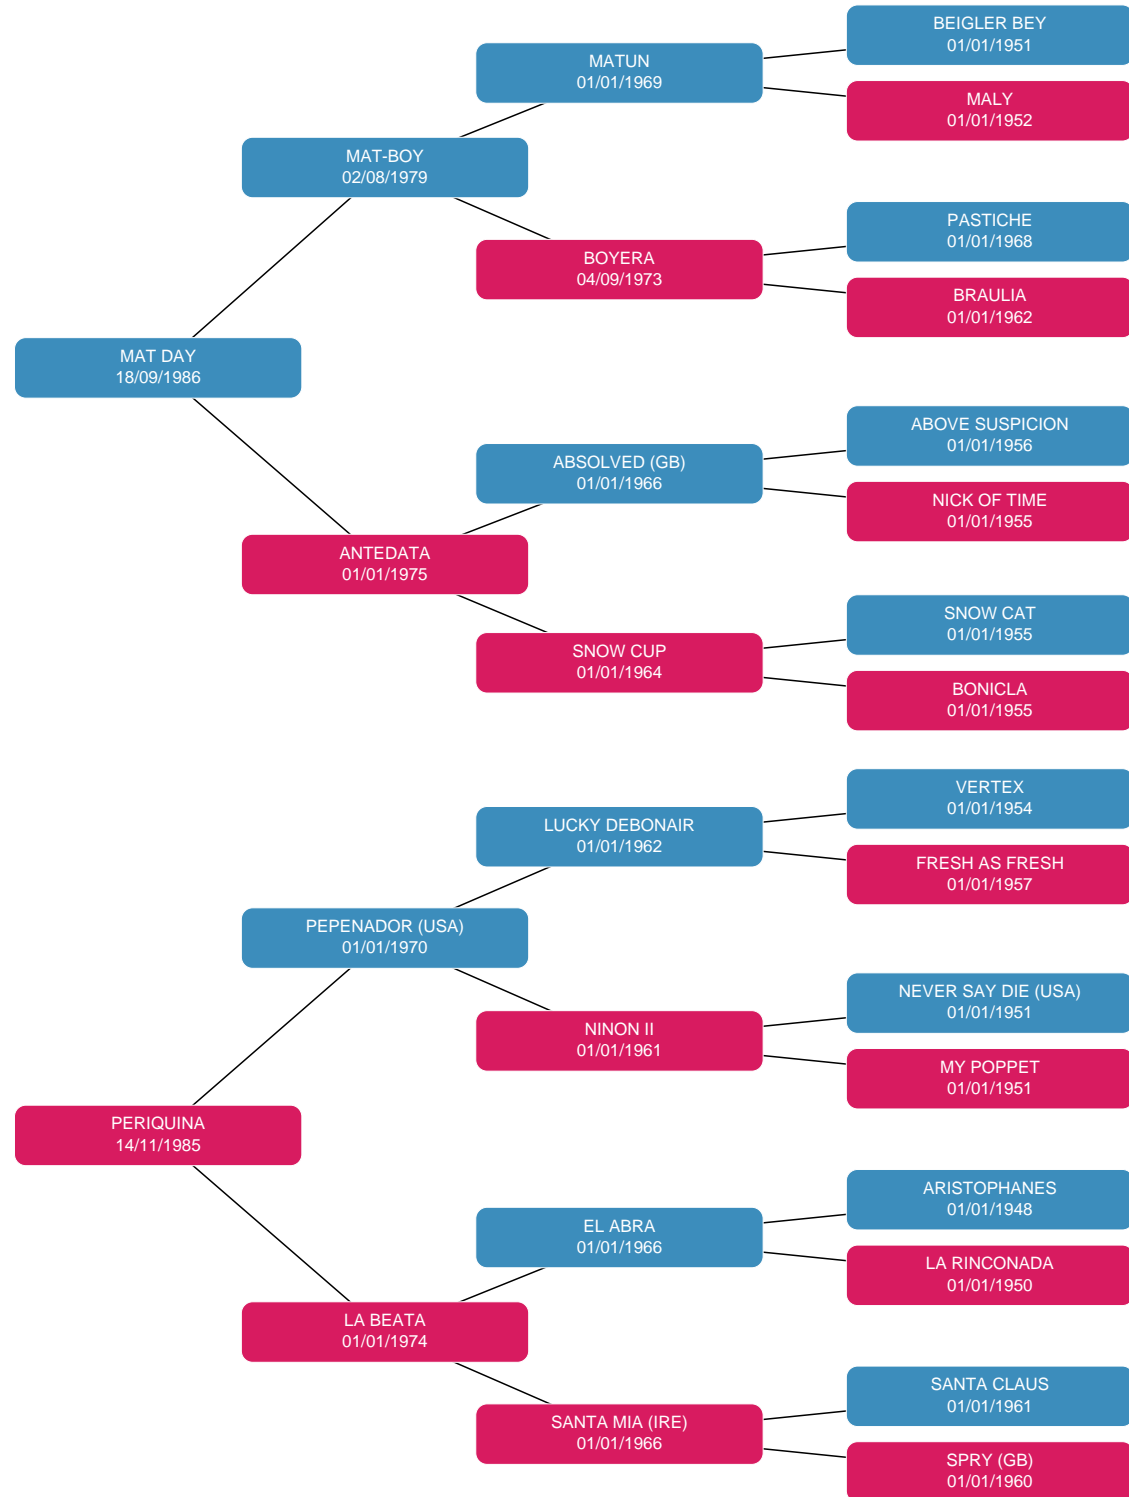 BEIGLER BEY
01/01/1951
MATUN
01/01/1969
MALY
01/01/1952
MAT-BOY
02/08/1979
PASTICHE
01/01/1968
BOYERA
04/09/1973
BRAULIA
01/01/1962
MAT DAY
18/09/1986
ABOVE SUSPICION
01/01/1956
ABSOLVED (GB)
01/01/1966
NICK OF TIME
01/01/1955
ANTEDATA
01/01/1975
SNOW CAT
01/01/1955
SNOW CUP
01/01/1964
BONICLA
01/01/1955
VERTEX
01/01/1954
LUCKY DEBONAIR
01/01/1962
FRESH AS FRESH
01/01/1957
PEPENADOR (USA)
01/01/1970
NEVER SAY DIE (USA)
01/01/1951
NINON II
01/01/1961
MY POPPET
01/01/1951
PERIQUINA
14/11/1985
ARISTOPHANES
01/01/1948
EL ABRA
01/01/1966
LA RINCONADA
01/01/1950
LA BEATA
01/01/1974
SANTA CLAUS
01/01/1961
SANTA MIA (IRE)
01/01/1966
SPRY (GB)
01/01/1960